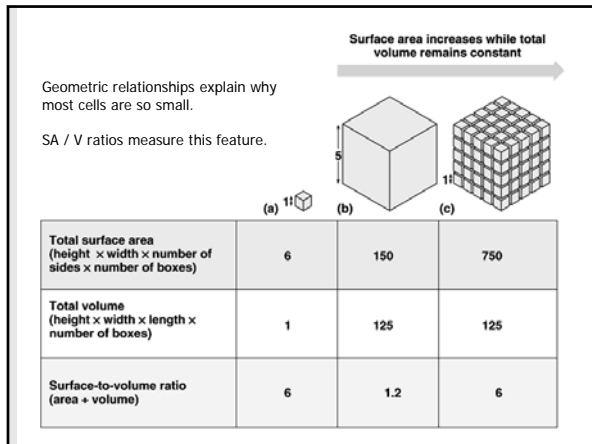 Surface area increases while total
volume remains constant
Geometric relationships explain why
most cells are so small.
SA / V ratios measure this feature.
5
1
1
(a)
(b)
(c)
Total surface area
(height × width × number of
sides × number of boxes)
6
150
750
Total volume
(height × width × length ×
number of boxes)
1
125
125
Surface-to-volume ratio
(area ÷ volume)
6
1.2
6